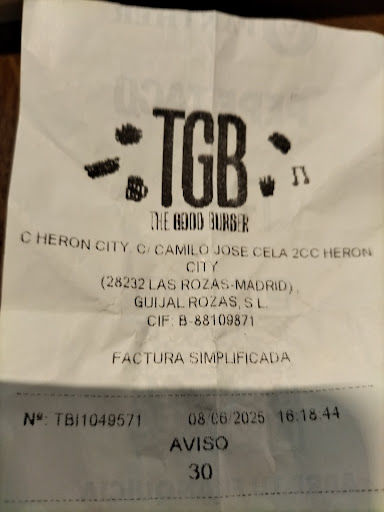 TGB
THE GOOD BURGER
C HERON CITY. C/ CAMILO JOSE CELA 2CC HERON
CITY
(28232 LAS ROZAS-MADRID)
GUIJAL ROZAS, S.L.
CIF: B-88109871
FACTURA SIMPLIFICADA
Nº: TBI1049571 08/06/2025 16:18:44
AVISO
30